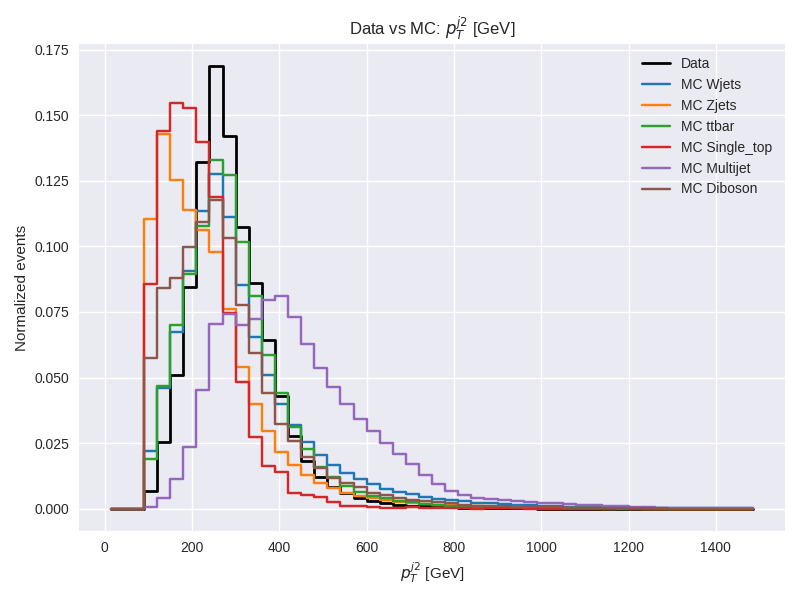 Data vs MC: $p_T^{j2}$ [GeV]
Normalized events
0.175
0.150
0.125
0.100
0.075
0.050
0.025
0.000
Data
MC Wjets
MC Zjets
MC ttbar
MC Single_top
MC Multijet
MC Diboson
0 200 400 600 800 1000 1200 1400
$p_T^{j2}$ [GeV]